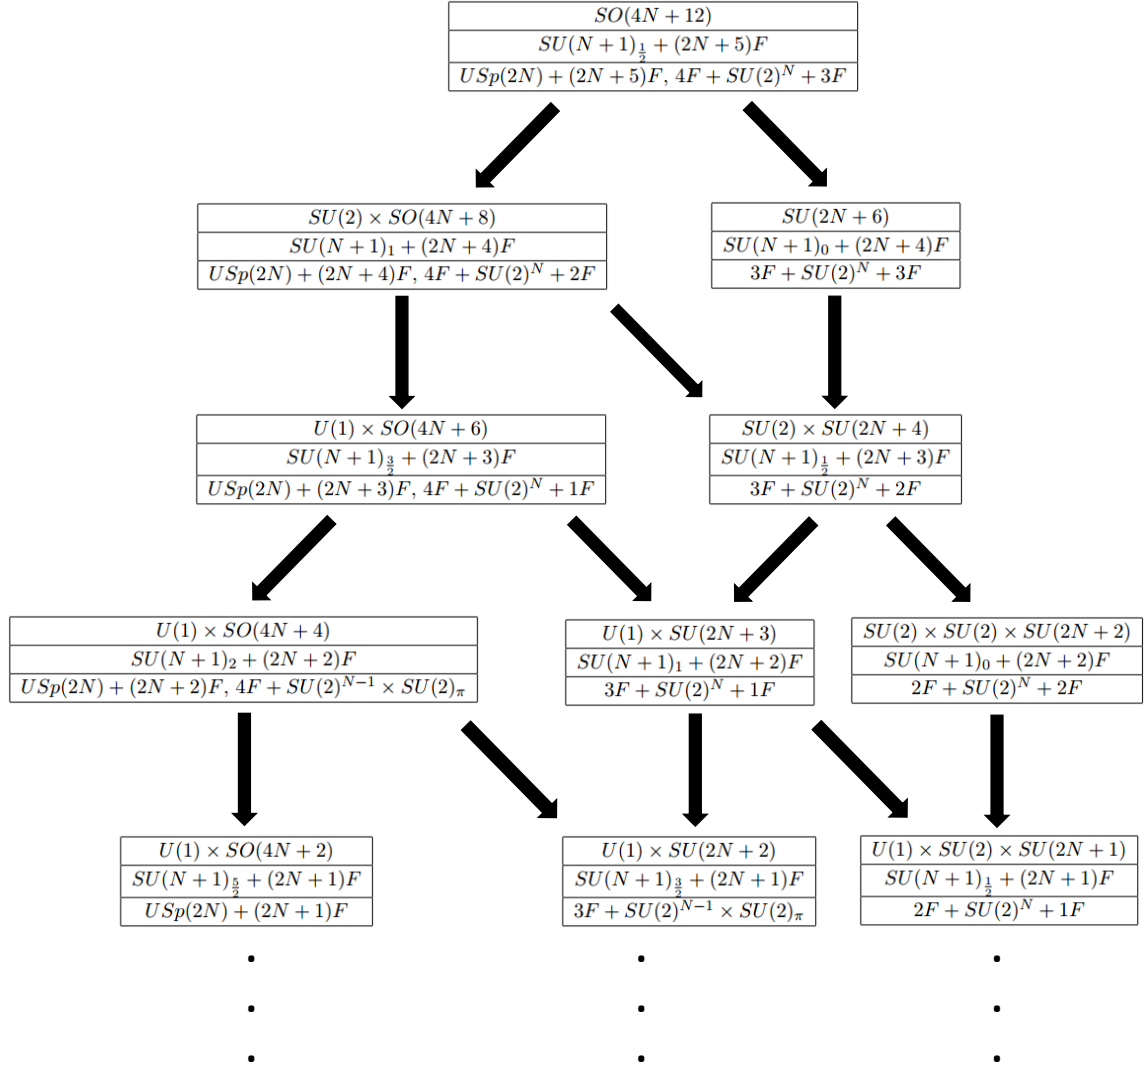 SO(4N + 12)
SU(N + 1)_{1/2} + (2N + 5)F
USp(2N) + (2N + 5)F, 4F + SU(2)^N + 3F
SU(2) × SO(4N + 8)
SU(N + 1)_1 + (2N + 4)F
USp(2N) + (2N + 4)F, 4F + SU(2)^N + 2F
SU(2N + 6)
SU(N + 1)_0 + (2N + 4)F
3F + SU(2)^N + 3F
U(1) × SO(4N + 6)
SU(N + 1)_{3/2} + (2N + 3)F
USp(2N) + (2N + 3)F, 4F + SU(2)^N + 1F
SU(2) × SU(2N + 4)
SU(N + 1)_{1/2} + (2N + 3)F
3F + SU(2)^N + 2F
U(1) × SO(4N + 4)
SU(N + 1)_2 + (2N + 2)F
USp(2N) + (2N + 2)F, 4F + SU(2)^{N−1} × SU(2)_π
U(1) × SU(2N + 3)
SU(N + 1)_1 + (2N + 2)F
3F + SU(2)^N + 1F
SU(2) × SU(2) × SU(2N + 2)
SU(N + 1)_0 + (2N + 2)F
2F + SU(2)^N + 2F
U(1) × SO(4N + 2)
SU(N + 1)_{5/2} + (2N + 1)F
USp(2N) + (2N + 1)F
U(1) × SU(2N + 2)
SU(N + 1)_{3/2} + (2N + 1)F
3F + SU(2)^{N−1} × SU(2)_π
U(1) × SU(2) × SU(2N + 1)
SU(N + 1)_{1/2} + (2N + 1)F
2F + SU(2)^N + 1F